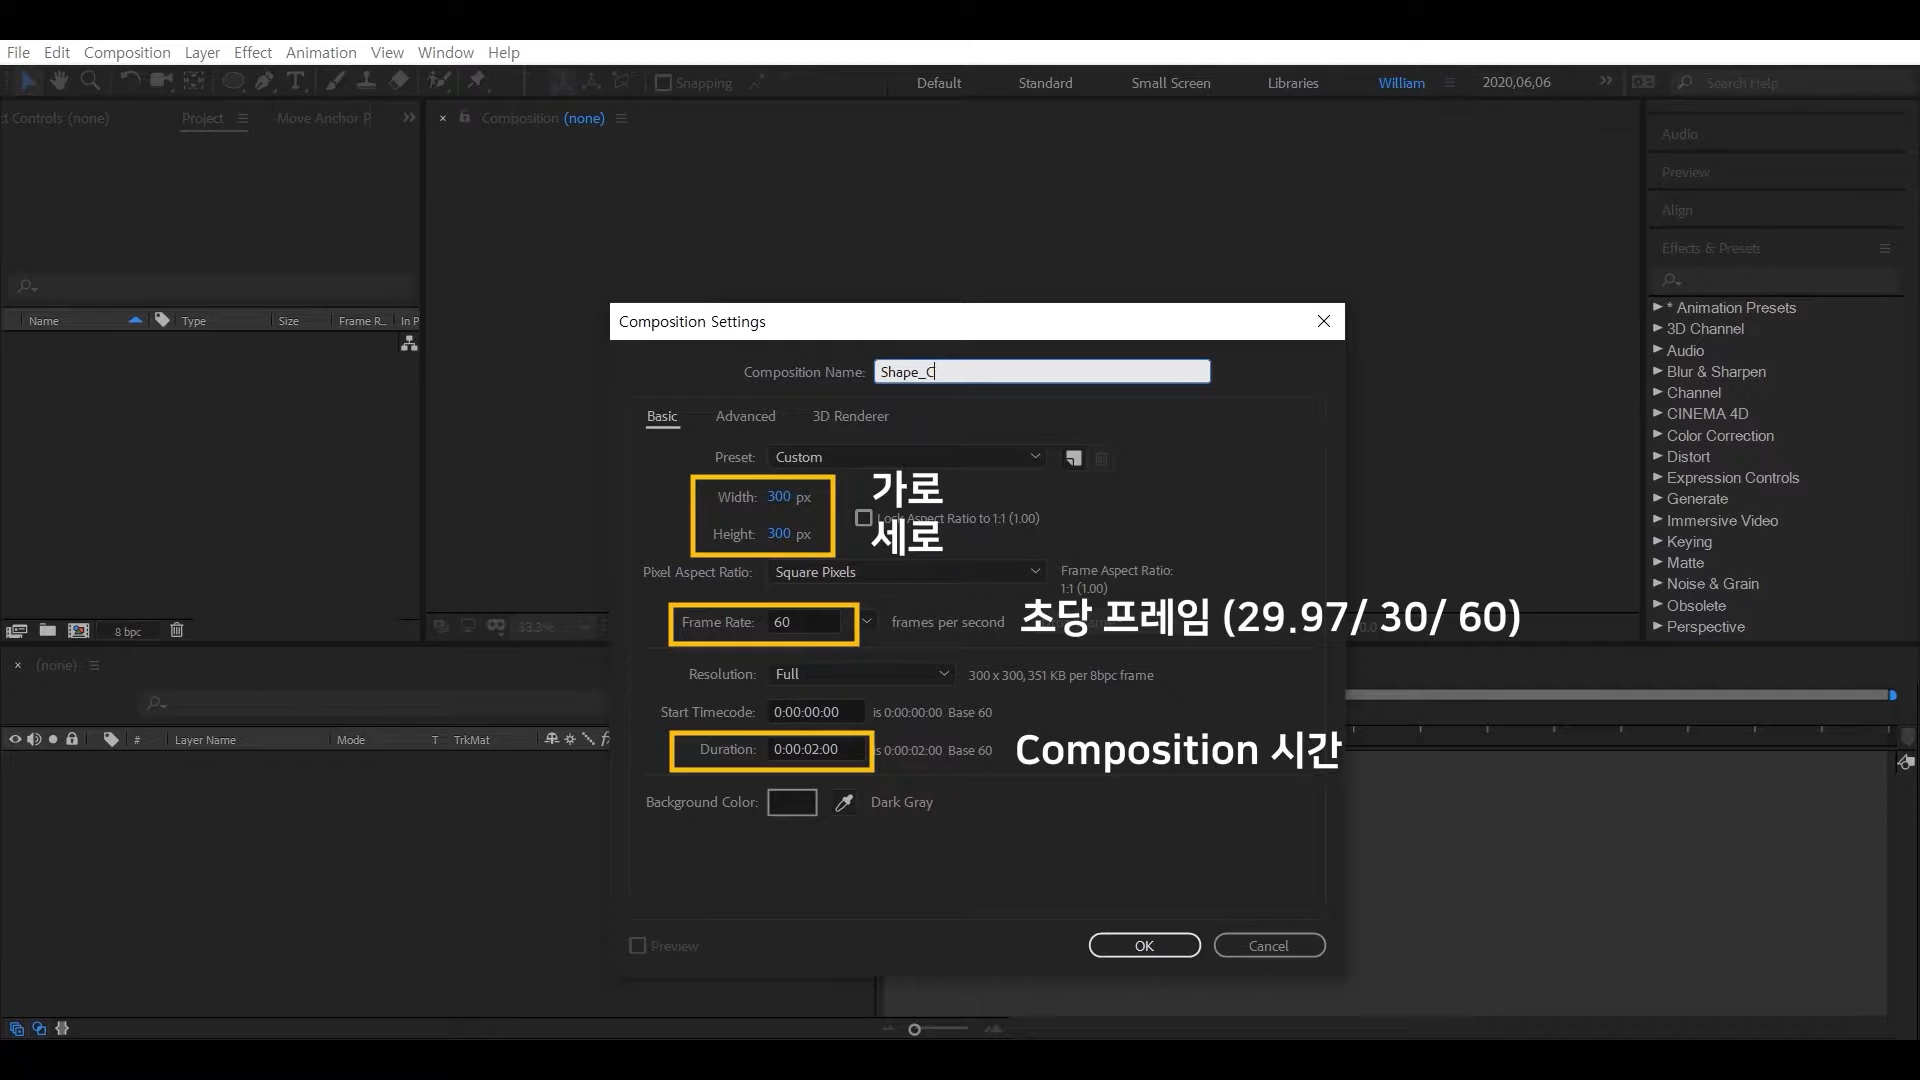 File Edit Composition Layer Effect Animation View Window Help
Snapping Default Standard Small Screen Libraries William 2020,06,06 Search Help
t Controls (none) Project Move Anchor P
Composition (none)
Audio
Preview
Align
Effects & Presets
Name Type Size Frame R... In P
* Animation Presets
3D Channel
Audio
Blur & Sharpen
Channel
CINEMA 4D
Color Correction
Distort
Expression Controls
Generate
Immersive Video
Keying
Matte
Noise & Grain
Obsolete
Perspective
Composition Settings
Composition Name: Shape_C
Basic Advanced 3D Renderer
Preset: Custom
Width: 300 px 가로
Lock Aspect Ratio to 1:1 (1.00)
Height: 300 px 세로
Pixel Aspect Ratio: Square Pixels Frame Aspect Ratio:
1:1 (1.00)
Frame Rate: 60 frames per second 초당 프레임 (29.97/ 30/ 60)
Resolution: Full 300 x 300, 351 KB per 8bpc frame
Start Timecode: 0:00:00:00 is 0:00:00:00 Base 60
Duration: 0:00:02:00 is 0:00:02:00 Base 60 Composition 시간
Background Color: Dark Gray
Preview OK Cancel
8 bpc
33.3%
(none)
# Layer Name Mode T TrkMat